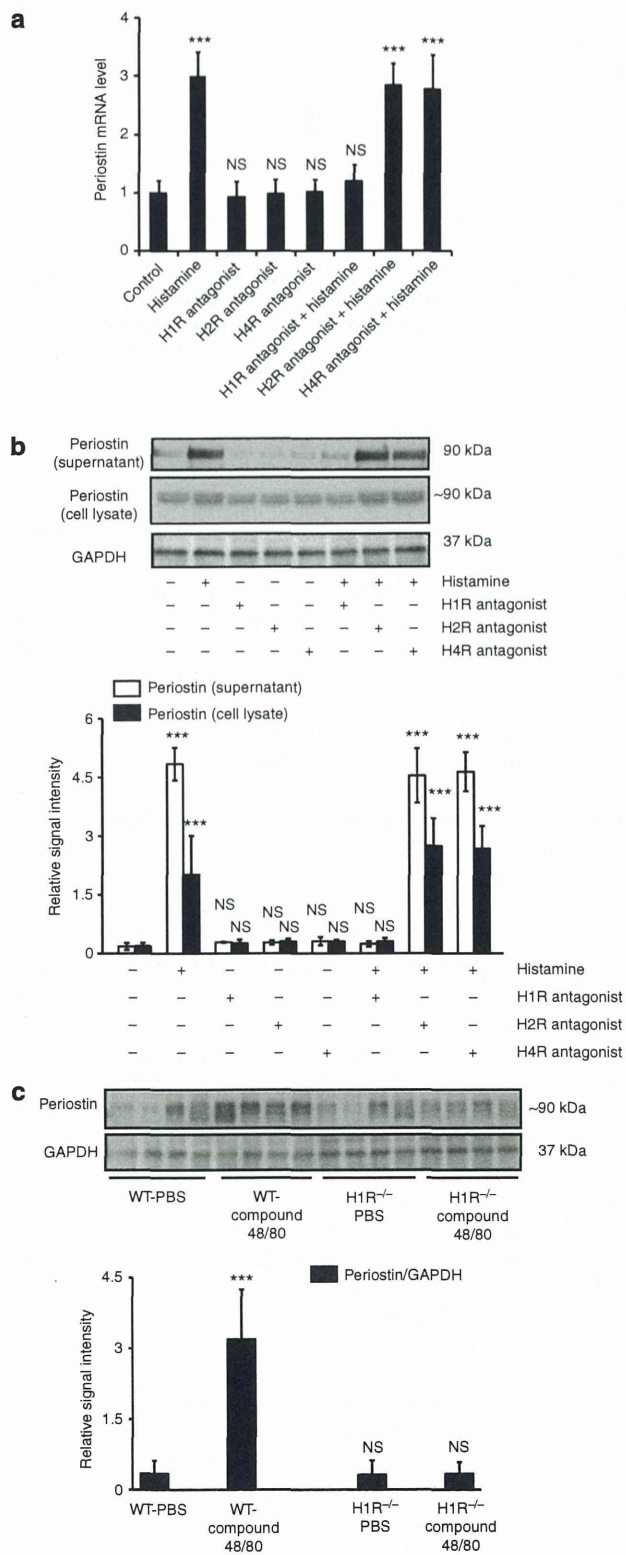 a
4
3
2
1
0
Periostin mRNA level
***
NS
NS
NS
NS
***
***
Control
Histamine
H1R antagonist
H2R antagonist
H4R antagonist
H1R antagonist + histamine
H2R antagonist + histamine
H4R antagonist + histamine
b
Periostin (supernatant)
90 kDa
Periostin (cell lysate)
~90 kDa
GAPDH
37 kDa
– + – – – + + + Histamine
– – + – – + – – H1R antagonist
– – – + – – + – H2R antagonist
– – – – + – – + H4R antagonist
Periostin (supernatant)
Periostin (cell lysate)
6
4.5
3
1.5
0
Relative signal intensity
***
***
NS
NS
NS
NS
NS
NS
NS
NS
***
***
***
***
– + – – – + + + Histamine
– – + – – + – – H1R antagonist
– – – + – – + – H2R antagonist
– – – – + – – + H4R antagonist
c
Periostin
~90 kDa
GAPDH
37 kDa
WT-PBS
WT-compound 48/80
H1R–/– PBS
H1R–/– compound 48/80
4.5
3
1.5
0
Relative signal intensity
***
Periostin/GAPDH
NS
NS
WT-PBS
WT-compound 48/80
H1R–/– PBS
H1R–/– compound 48/80